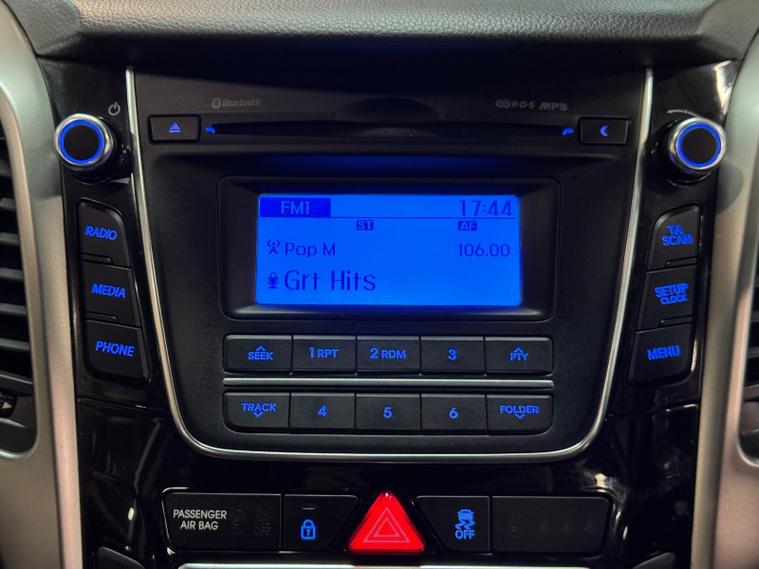 Bluetooth
R·D·S MP3
FM1 17:44
ST AF
Pop M 106.00
Grt Hits
RADIO
MEDIA
PHONE
TA/
SCAN
SETUP
CLOCK
MENU
SEEK 1 RPT 2 RDM 3 PTY
TRACK 4 5 6 FOLDER
PASSENGER
AIR BAG
OFF